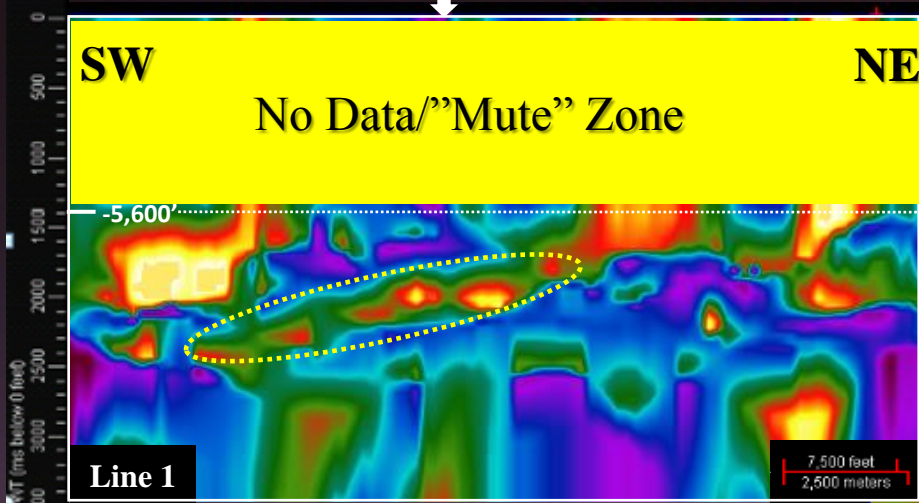 0
SW
NE
500
No Data/”Mute” Zone
1000
-5,600’
1500
2000
2500
3000
(ms below 0 feet)
Line 1
7,500 feet
2,500 meters